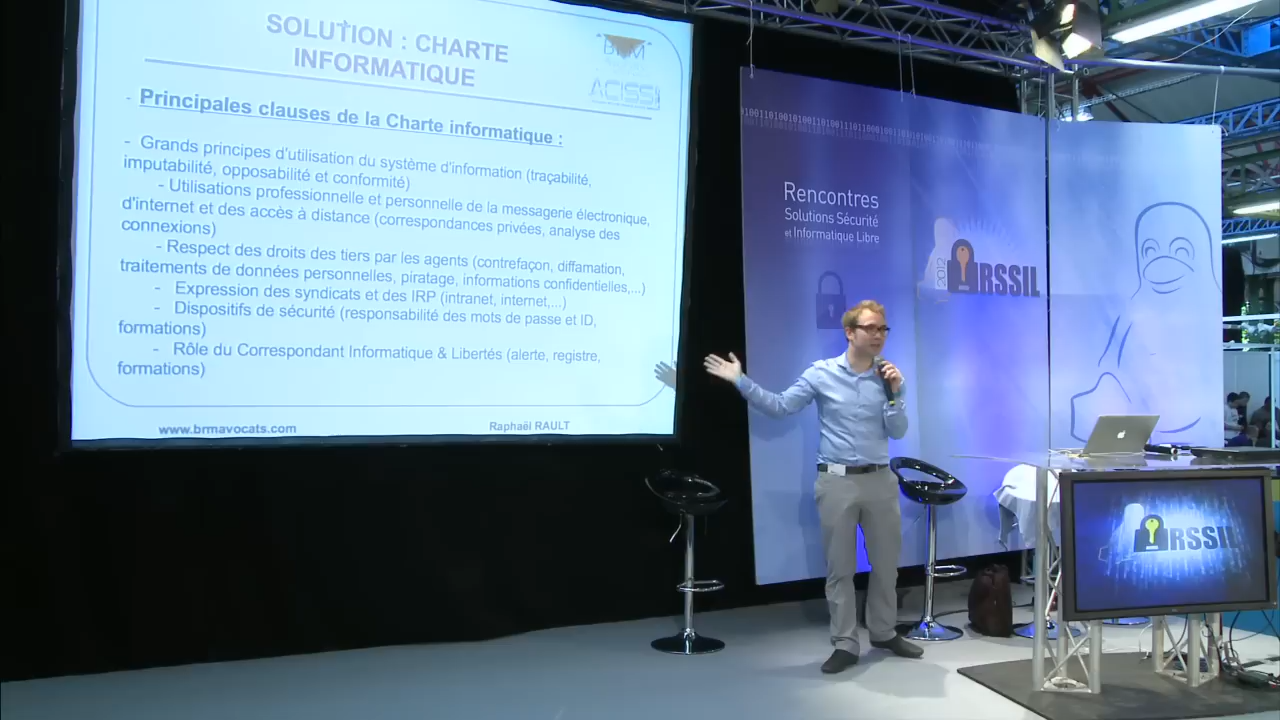 SOLUTION : CHARTE
INFORMATIQUE
ACISSI
- Principales clauses de la Charte informatique :
- Grands principes d'utilisation du système d'information (traçabilité,
imputabilité, opposabilité et conformité)
- Utilisations professionnelle et personnelle de la messagerie électronique,
d'internet et des accès à distance (correspondances privées, analyse des
connexions)
- Respect des droits des tiers par les agents (contrefaçon, diffamation,
traitements de données personnelles, piratage, informations confidentielles,...)
- Expression des syndicats et des IRP (intranet, internet,...)
- Dispositifs de sécurité (responsabilité des mots de passe et ID,
formations)
- Rôle du Correspondant Informatique & Libertés (alerte, registre,
formations)
www.brmavocats.com
Raphaël RAULT
Rencontres
Solutions Sécurité
et Informatique Libre
2012
RSSIL
RSSIL